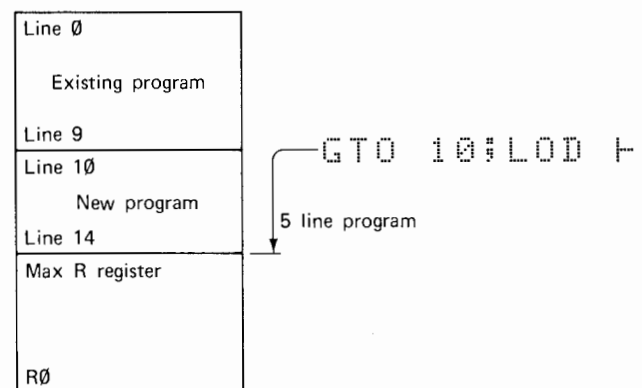 Line Ø
Existing program
Line 9
GTO 10;LOD ⊢
Line 1Ø
New program
5 line program
Line 14
Max R register
RØ